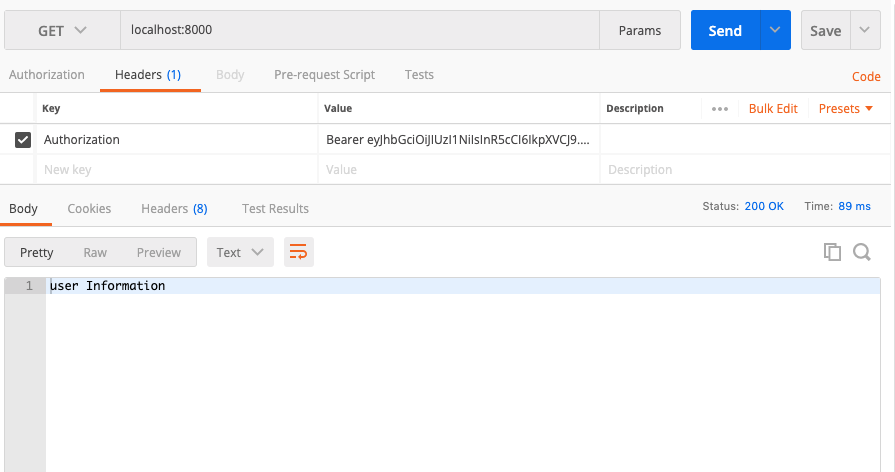 GET localhost:8000 Params Send Save
Authorization Headers (1) Body Pre-request Script Tests Code
Key Value Description ••• Bulk Edit Presets
Authorization Bearer eyJhbGciOiJIUzI1NiIsInR5cCI6IkpXVCJ9....
New key Value Description
Body Cookies Headers (8) Test Results Status: 200 OK Time: 89 ms
Pretty Raw Preview Text
1 user Information